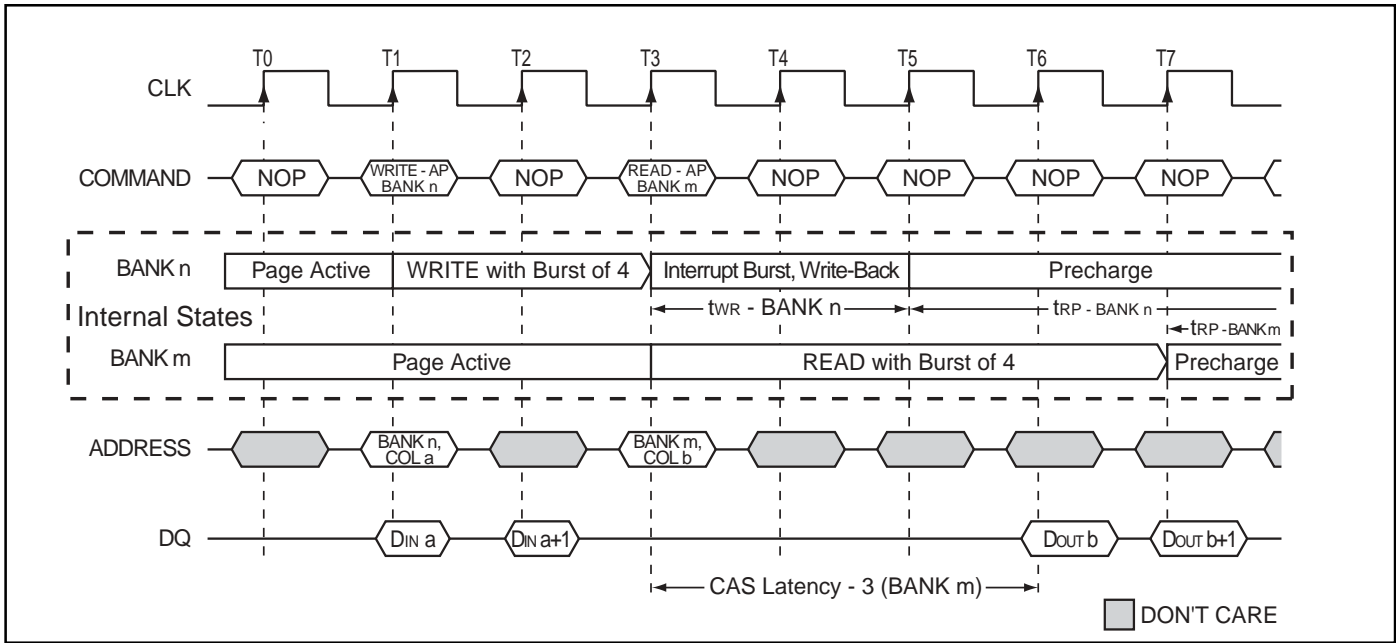 T0 T1 T2 T3 T4 T5 T6 T7
CLK
COMMAND NOP WRITE - AP NOP READ - AP NOP NOP NOP NOP
BANK n BANK m
BANK n Page Active WRITE with Burst of 4 Interrupt Burst, Write-Back Precharge
tWR - BANK n tRP - BANK n
Internal States
tRP - BANK m
BANK m Page Active READ with Burst of 4 Precharge
ADDRESS BANK n, BANK m,
COL a COL b
DQ DIN a DIN a+1 DOUT b DOUT b+1
CAS Latency - 3 (BANK m)
DON'T CARE